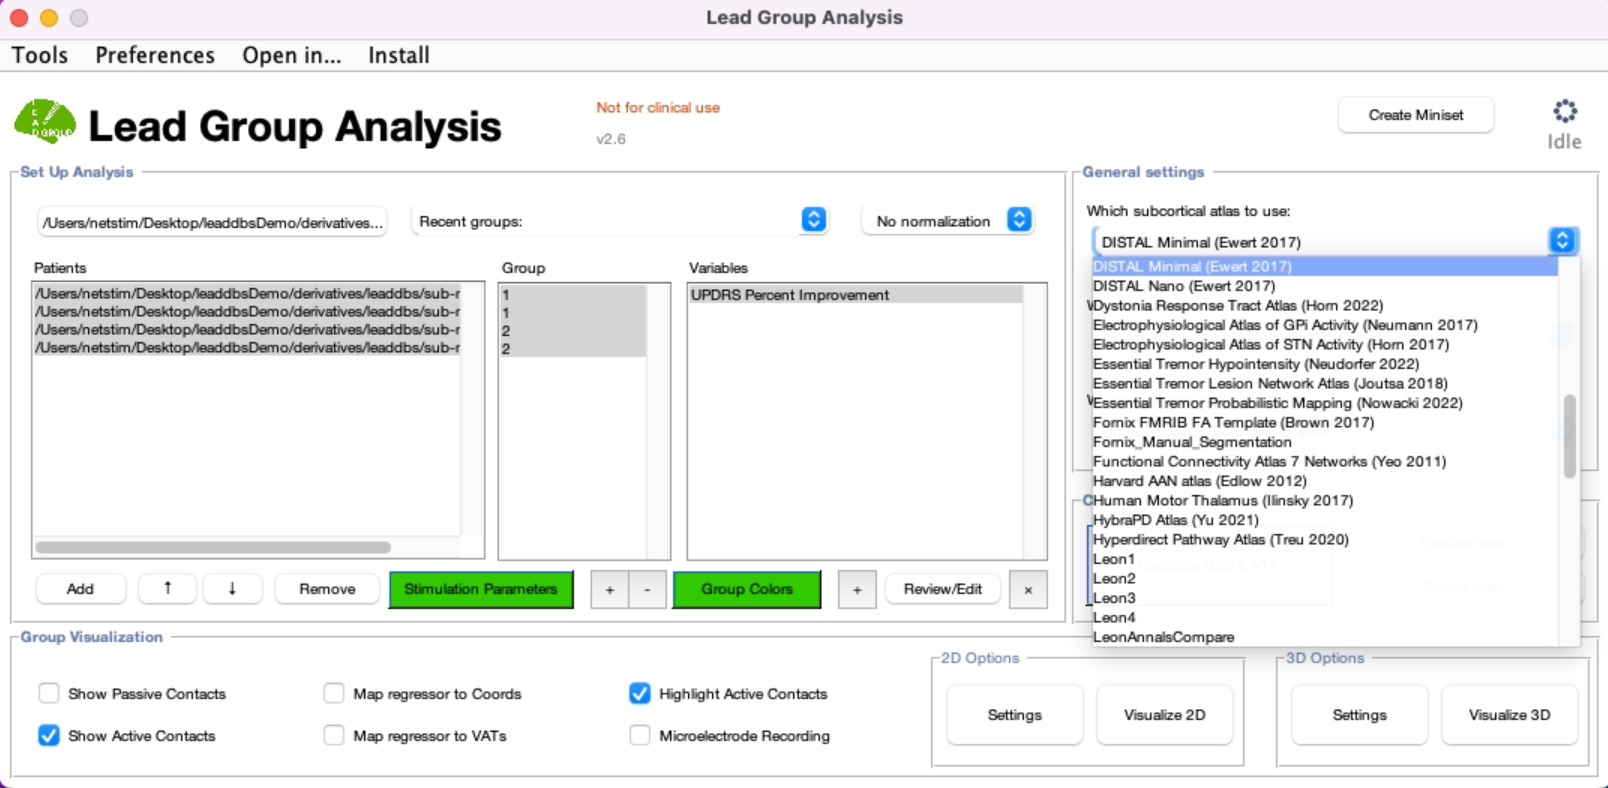 Lead Group Analysis
Tools Preferences Open in... Install
Lead Group Analysis
Not for clinical use
v2.6
Create Miniset
Idle
Set Up Analysis
/Users/netstim/Desktop/leaddbsDemo/derivatives...
Recent groups:
No normalization
Patients
Group
Variables
/Users/netstim/Desktop/leaddbsDemo/derivatives/leaddbs/sub-r
/Users/netstim/Desktop/leaddbsDemo/derivatives/leaddbs/sub-r
/Users/netstim/Desktop/leaddbsDemo/derivatives/leaddbs/sub-r
/Users/netstim/Desktop/leaddbsDemo/derivatives/leaddbs/sub-r
1
1
2
2
UPDRS Percent Improvement
Add
↑
↓
Remove
Stimulation Parameters
+
-
Group Colors
+
Review/Edit
×
General settings
Which subcortical atlas to use:
DISTAL Minimal (Ewert 2017)
DISTAL Minimal (Ewert 2017)
DISTAL Nano (Ewert 2017)
Dystonia Response Tract Atlas (Horn 2022)
Electrophysiological Atlas of GPi Activity (Neumann 2017)
Electrophysiological Atlas of STN Activity (Horn 2017)
Essential Tremor Hypointensity (Neudorfer 2022)
Essential Tremor Lesion Network Atlas (Joutsa 2018)
Essential Tremor Probabilistic Mapping (Nowacki 2022)
Fornix FMRIB FA Template (Brown 2017)
Fornix_Manual_Segmentation
Functional Connectivity Atlas 7 Networks (Yeo 2011)
Harvard AAN atlas (Edlow 2012)
Human Motor Thalamus (Ilinsky 2017)
HybraPD Atlas (Yu 2021)
Hyperdirect Pathway Atlas (Treu 2020)
Leon1
Leon2
Leon3
Leon4
LeonAnnalsCompare
Group Visualization
Show Passive Contacts
Map regressor to Coords
Highlight Active Contacts
Show Active Contacts
Map regressor to VATs
Microelectrode Recording
2D Options
Settings
Visualize 2D
3D Options
Settings
Visualize 3D